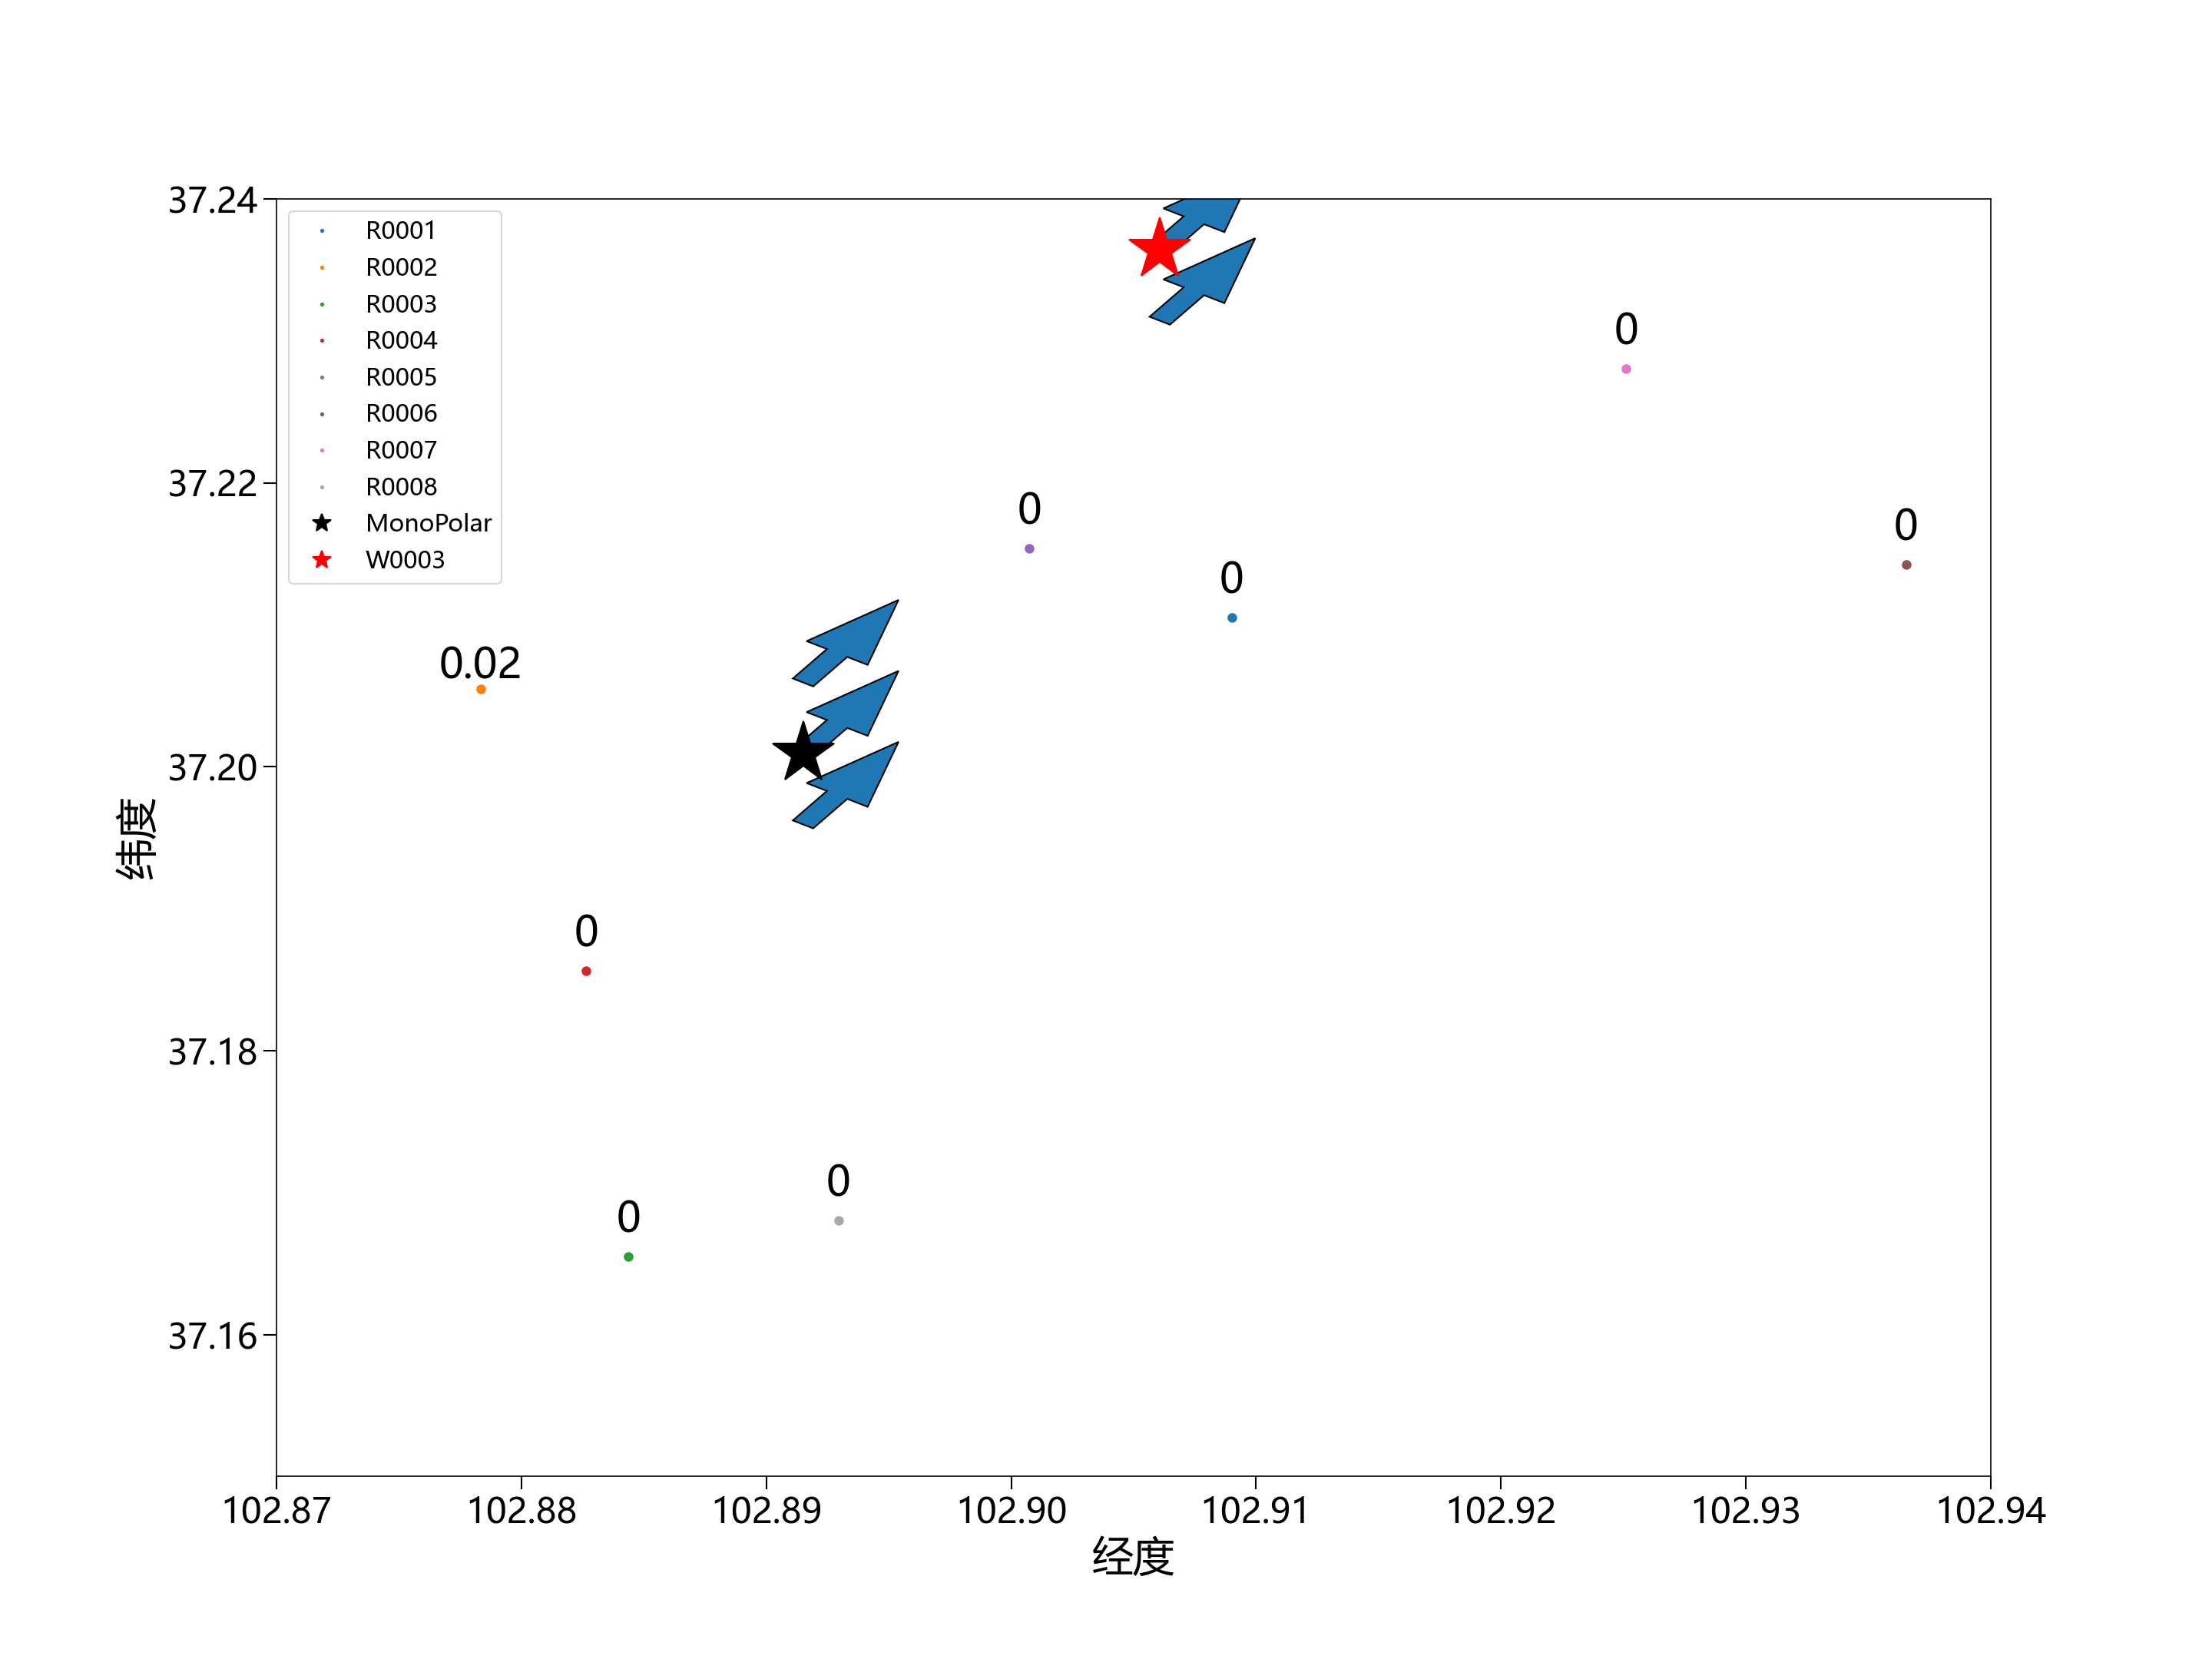 37.24
37.22
37.20
37.18
37.16
纬度
R0001
R0002
R0003
R0004
R0005
R0006
R0007
R0008
MonoPolar
W0003
0
0
0
0
0.02
0
0
0
102.87 102.88 102.89 102.90 102.91 102.92 102.93 102.94
经度